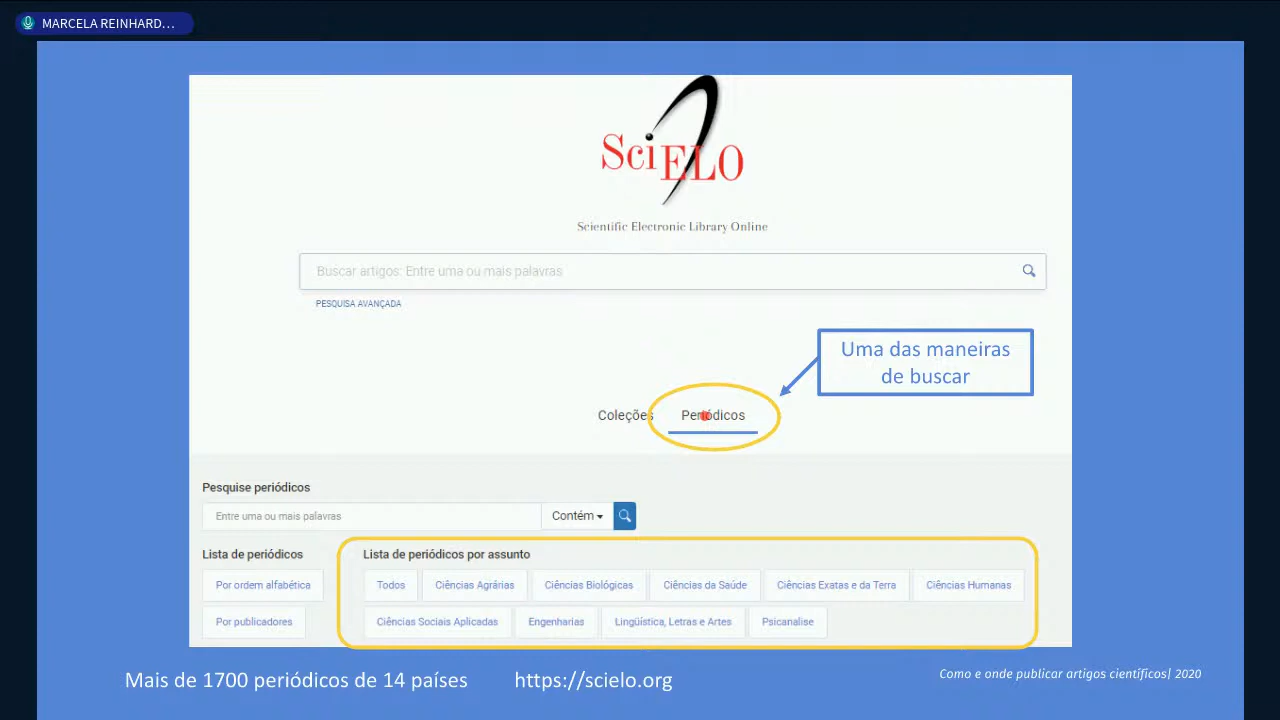 MARCELA REINHARD...
SciELO
Scientific Electronic Library Online
Buscar artigos: Entre uma ou mais palavras
PESQUISA AVANÇADA
Uma das maneiras
de buscar
Coleções Periódicos
Pesquise periódicos
Entre uma ou mais palavras Contém
Lista de periódicos Lista de periódicos por assunto
Por ordem alfabética Todos Ciências Agrárias Ciências Biológicas Ciências da Saúde Ciências Exatas e da Terra Ciências Humanas
Por publicadores Ciências Sociais Aplicadas Engenharias Lingüística, Letras e Artes Psicanalise
Mais de 1700 periódicos de 14 países https://scielo.org
Como e onde publicar artigos científicos| 2020